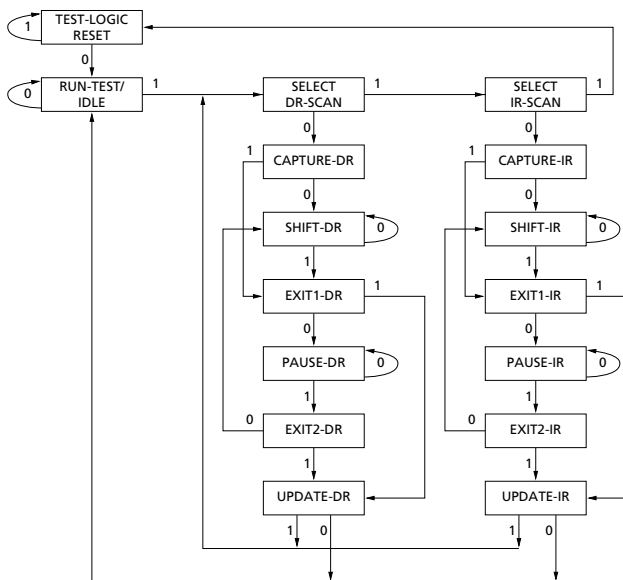 TEST-LOGIC
RESET
1
0
RUN-TEST/
IDLE
0
1
SELECT
DR-SCAN
1
SELECT
IR-SCAN
1
0
0
1
CAPTURE-DR
1
CAPTURE-IR
0
0
SHIFT-DR
0
SHIFT-IR
0
1
1
EXIT1-DR
1
EXIT1-IR
1
0
0
PAUSE-DR
0
PAUSE-IR
0
1
1
0
EXIT2-DR
0
EXIT2-IR
1
1
UPDATE-DR
UPDATE-IR
1
0
1
0